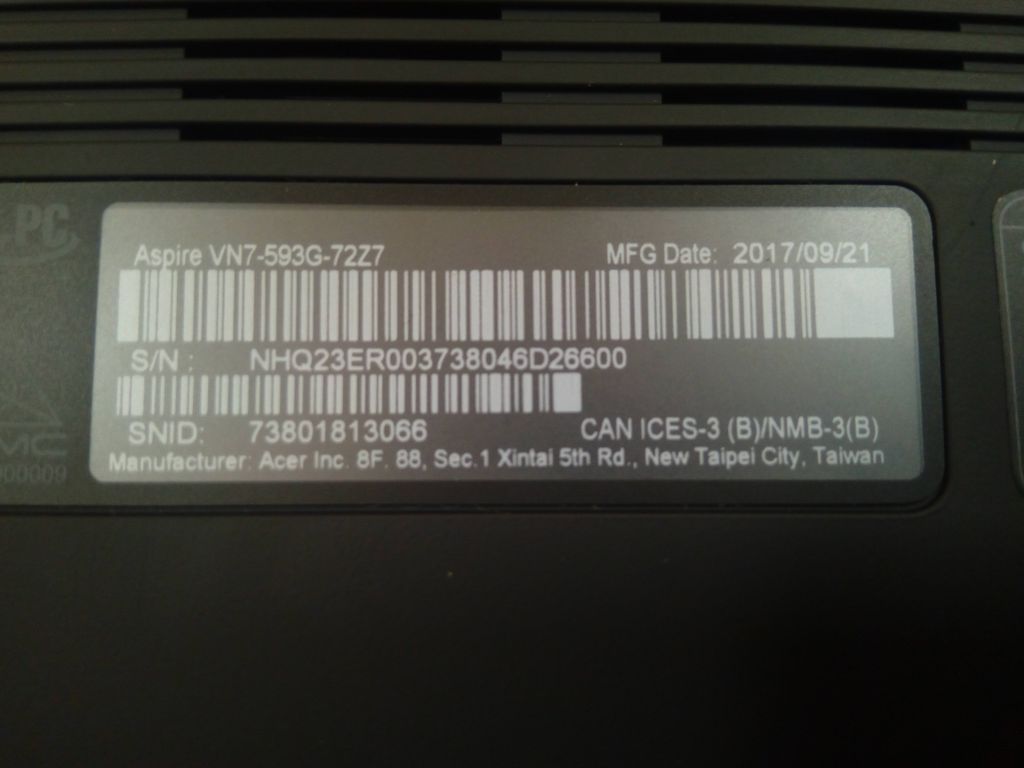 Aspire VN7-593G-72Z7 MFG Date: 2017/09/21
S/N : NHQ23ER003738046D26600
SNID: 73801813066 CAN ICES-3 (B)/NMB-3(B)
Manufacturer: Acer Inc. 8F. 88, Sec.1 Xintai 5th Rd., New Taipei City, Taiwan
PC